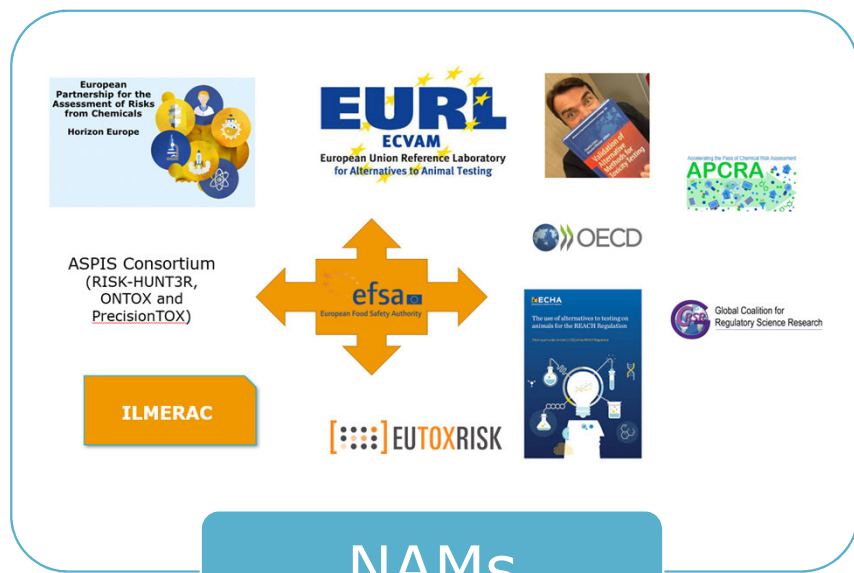 European
Partnership for the
Assessment of Risks
from Chemicals
Horizon Europe
EURL
ECVAM
European Union Reference Laboratory
for Alternatives to Animal Testing
Validation of
Alternative
Methods for
Toxicity Testing
Accelerating the Pace of Chemical Risk Assessment
APCRA
OECD
ASPIS Consortium
(RISK-HUNT3R,
ONTOX and
PrecisionTOX)
efsa
European Food Safety Authority
ECHA
The use of alternatives to testing on
animals for the REACH Regulation
Global Coalition for
Regulatory Science Research
ILMERAC
[::::] EUTOXRISK
NAMs